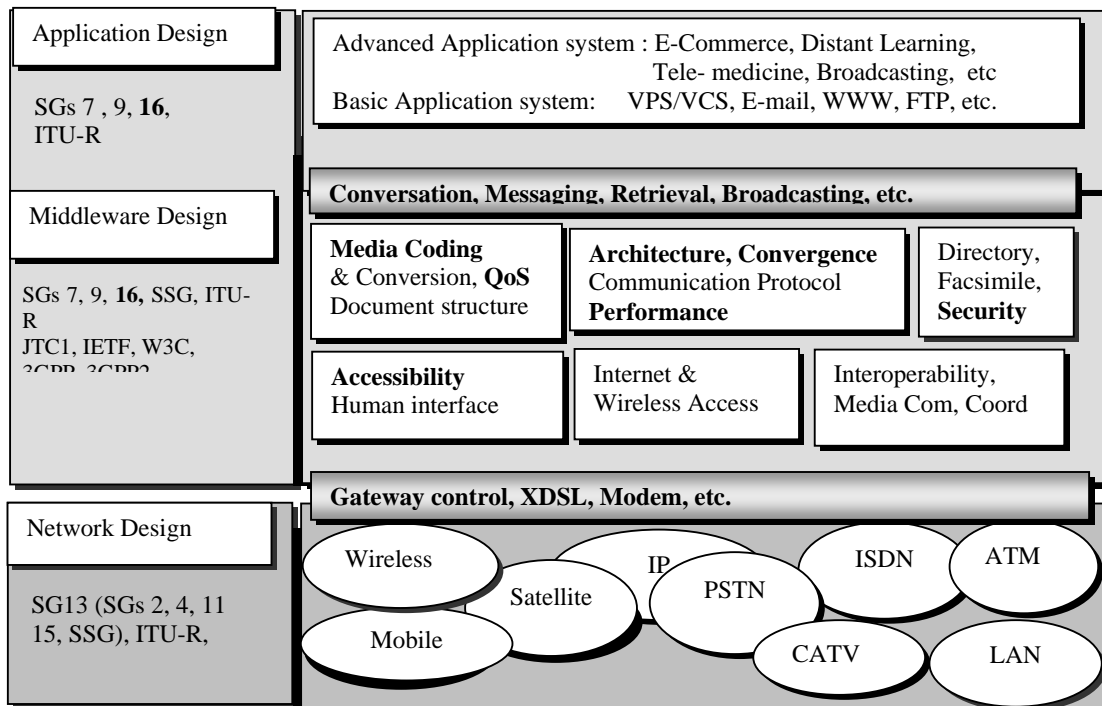 Application Design
SGs 7 , 9, 16,
ITU-R
Advanced Application system : E-Commerce, Distant Learning,
Tele- medicine, Broadcasting, etc
Basic Application system: VPS/VCS, E-mail, WWW, FTP, etc.
Conversation, Messaging, Retrieval, Broadcasting, etc.
Middleware Design
SGs 7, 9, 16, SSG, ITU-
R
JTC1, IETF, W3C,
3GPP, 3GPP2
Media Coding
& Conversion, QoS
Document structure
Architecture, Convergence
Communication Protocol
Performance
Directory,
Facsimile,
Security
Accessibility
Human interface
Internet &
Wireless Access
Interoperability,
Media Com, Coord
Gateway control, XDSL, Modem, etc.
Network Design
SG13 (SGs 2, 4, 11
15, SSG), ITU-R,
Wireless
IP
ISDN
ATM
Satellite
PSTN
Mobile
CATV
LAN